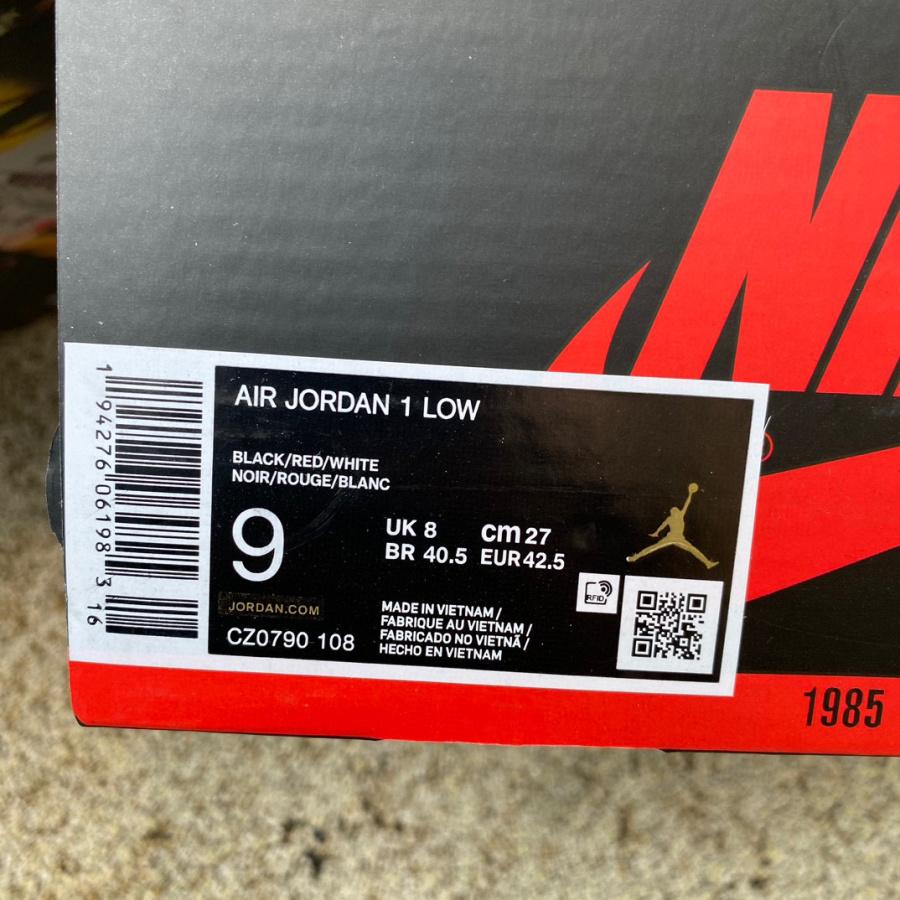 NI
AIR JORDAN 1 LOW
BLACK/RED/WHITE
NOIR/ROUGE/BLANC
9
UK 8 cm 27
BR 40.5 EUR 42.5
JORDAN.COM
CZ0790 108
MADE IN VIETNAM /
FABRIQUE AU VIETNAM /
FABRICADO NO VIETNÃ /
HECHO EN VIETNAM
RFID
1 94276 06198 3 16
1985